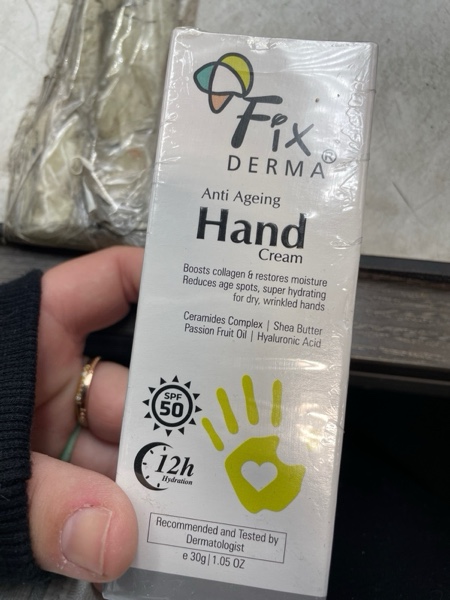 Fix
DERMA®
Anti Ageing
Hand
Cream
Boosts collagen & restores moisture
Reduces age spots, super hydrating
for dry, wrinkled hands
Ceramides Complex | Shea Butter
Passion Fruit Oil | Hyaluronic Acid
SPF
50
12h
Hydration
Recommended and Tested by
Dermatologist
e 30g | 1.05 OZ